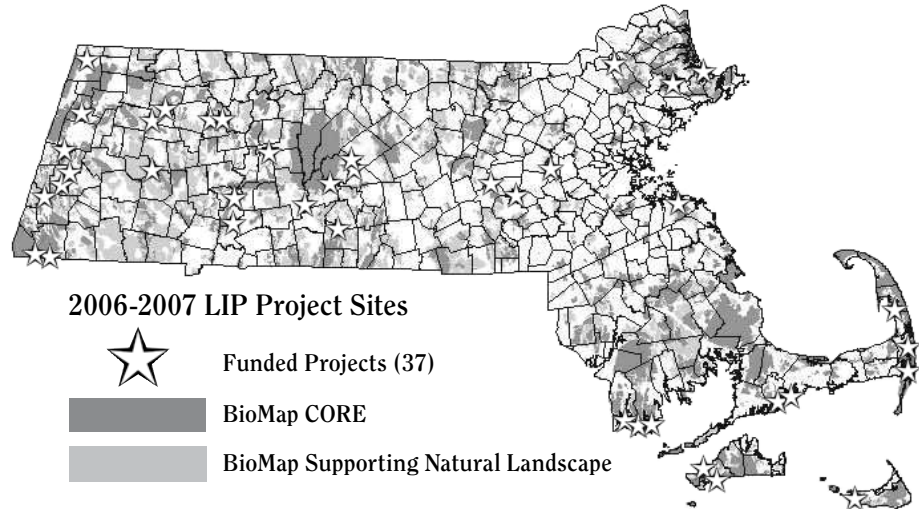 2006-2007 LIP Project Sites
Funded Projects (37)
BioMap CORE
BioMap Supporting Natural Landscape